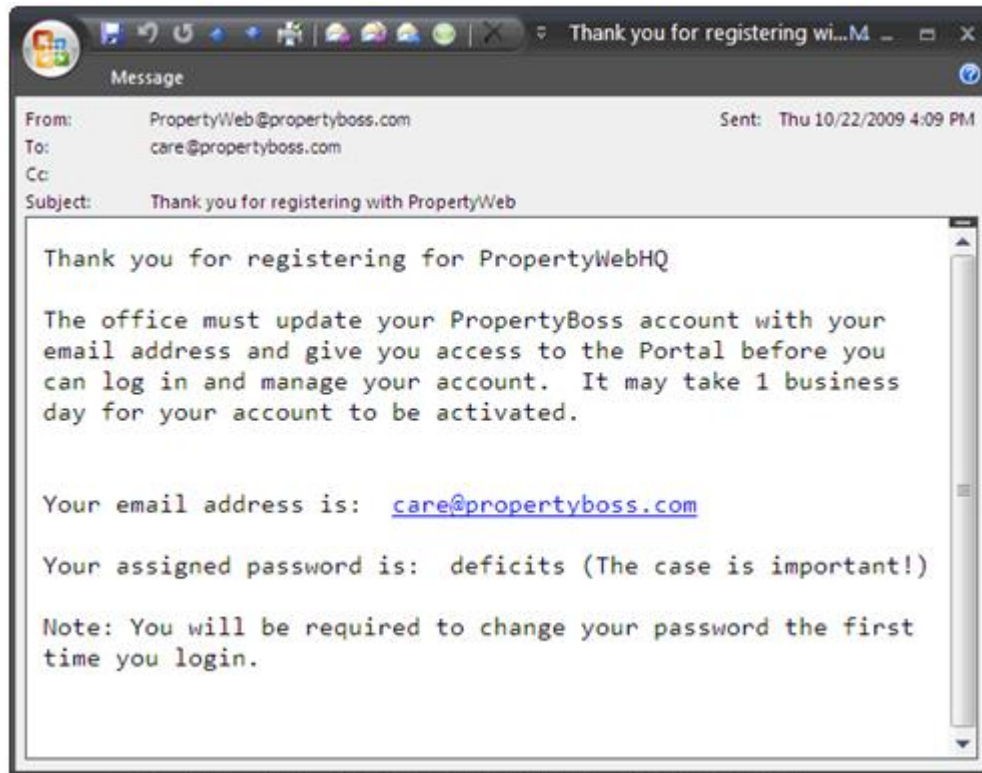 Thank you for registering wi...M
Message
From: PropertyWeb@propertyboss.com Sent: Thu 10/22/2009 4:09 PM
To: care@propertyboss.com
Cc:
Subject: Thank you for registering with PropertyWeb
Thank you for registering for PropertyWebHQ
The office must update your PropertyBoss account with your
email address and give you access to the Portal before you
can log in and manage your account. It may take 1 business
day for your account to be activated.
Your email address is: care@propertyboss.com
Your assigned password is: deficits (The case is important!)
Note: You will be required to change your password the first
time you login.